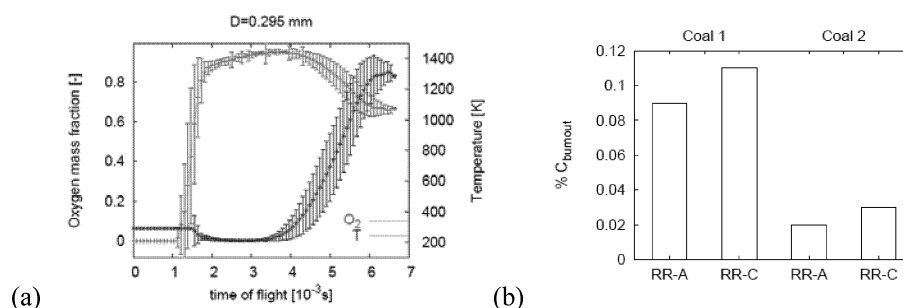 D=0.295 mm
Oxygen mass fraction [-]
0.8
0.6
0.4
0.2
0
1400
1200
1000
800
600
400
200
Temperature [K]
O2
T
0 1 2 3 4 5 6 7
time of flight [10-3s]
(a)
Coal 1 Coal 2
% Cburnout
0.12
0.1
0.08
0.06
0.04
0.02
0
RR-A RR-C RR-A RR-C
(b)